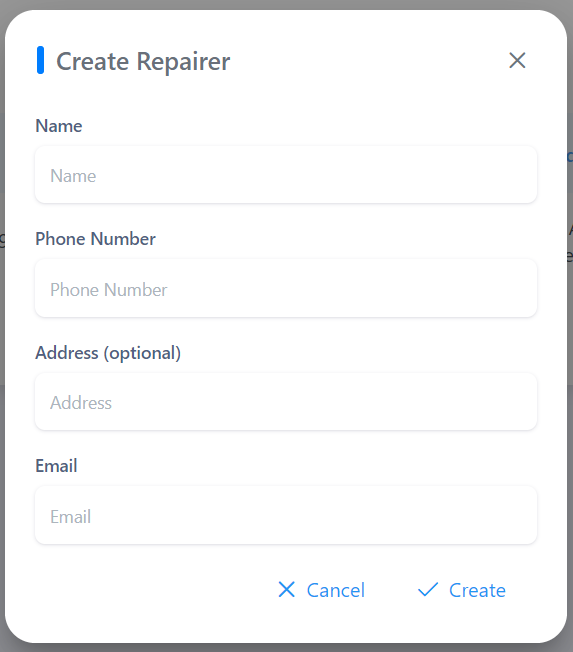 Create Repairer
Name
Name
Phone Number
Phone Number
Address (optional)
Address
Email
Email
Cancel Create